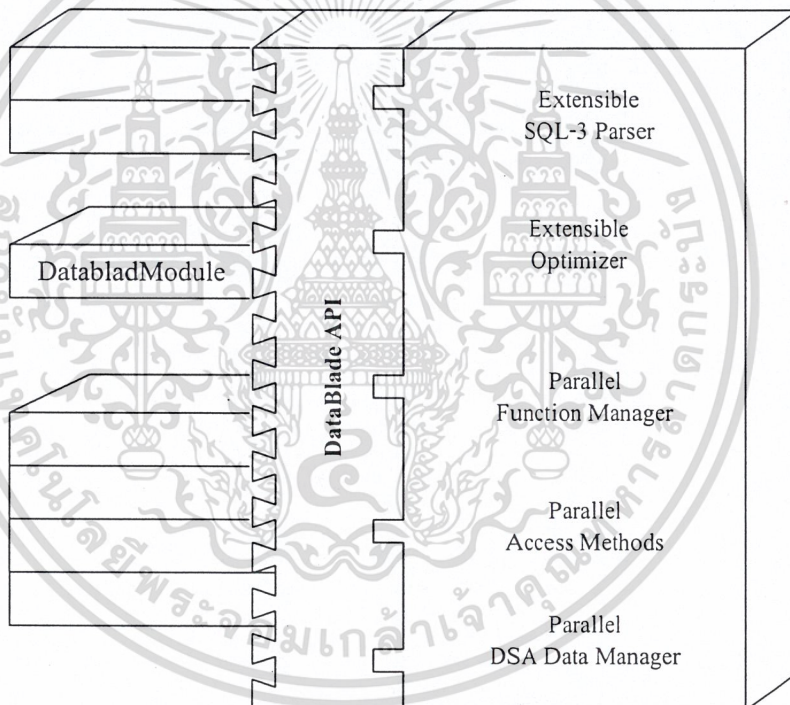 Extensible
SQL-3 Parser
Extensible
Optimizer
DatabladModule
DataBlade API
Parallel
Function Manager
Parallel
Access Methods
Parallel
DSA Data Manager